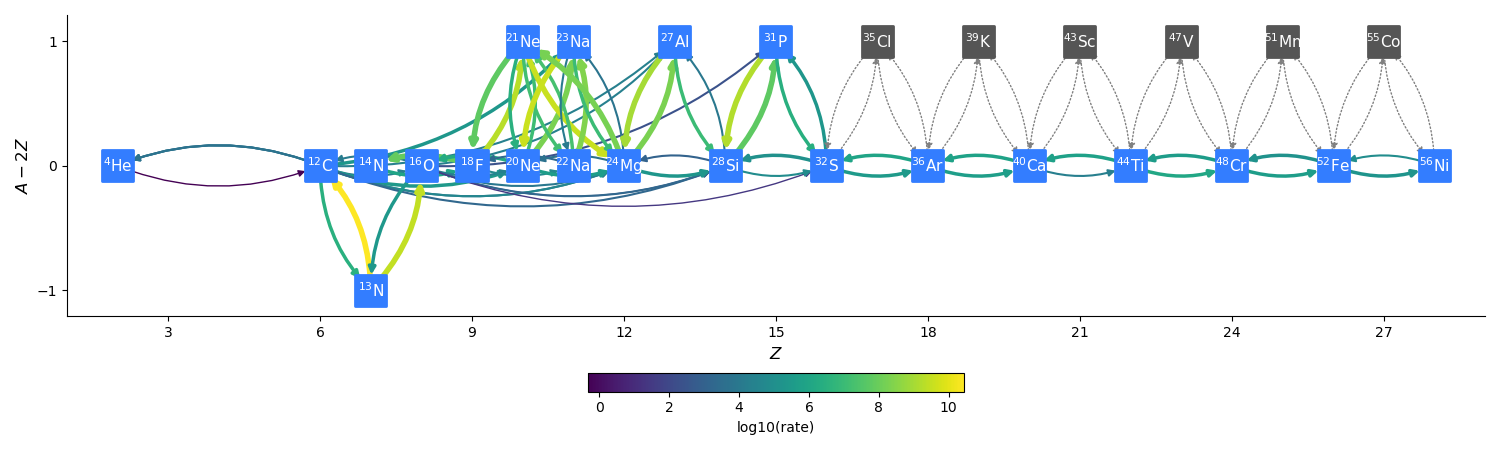 1
0
−1
A − 2Z
²¹Ne ²³Na ²⁷Al ³¹P ³⁵Cl ³⁹K ⁴³Sc ⁴⁷V ⁵¹Mn ⁵⁵Co
⁴He ¹²C ¹⁴N ¹⁶O ¹⁸F ²⁰Ne ²²Na ²⁴Mg ²⁸Si ³²S ³⁶Ar ⁴⁰Ca ⁴⁴Ti ⁴⁸Cr ⁵²Fe ⁵⁶Ni
¹³N
3 6 9 12 15 18 21 24 27
Z
0 2 4 6 8 10
log10(rate)